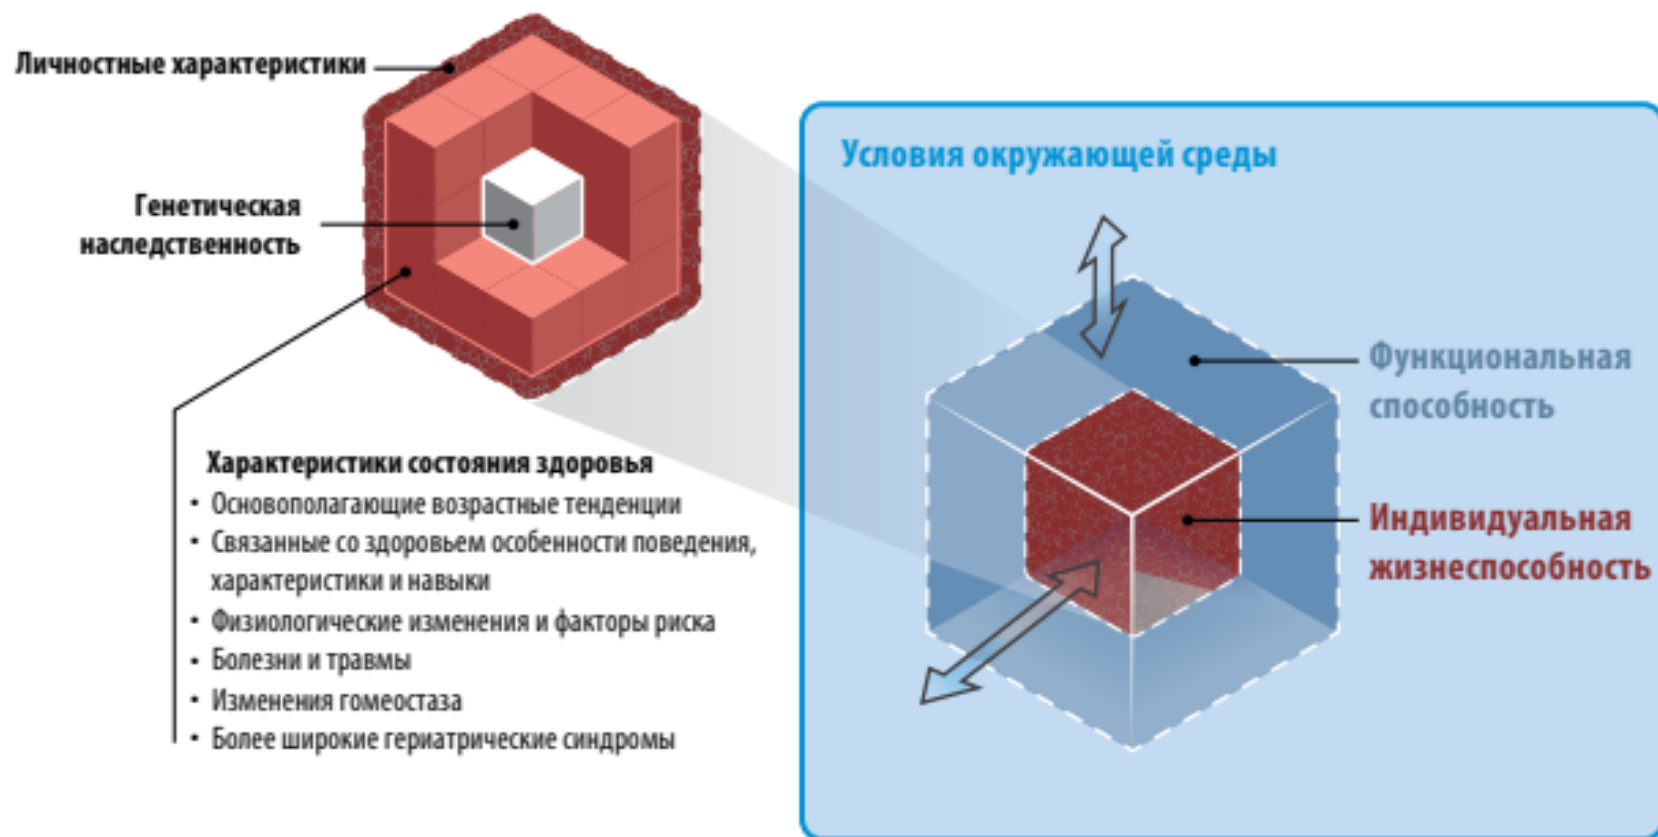 Личностные характеристики
Генетическая
наследственность
Характеристики состояния здоровья
• Основополагающие возрастные тенденции
• Связанные со здоровьем особенности поведения,
характеристики и навыки
• Физиологические изменения и факторы риска
• Болезни и травмы
• Изменения гомеостаза
• Более широкие гериатрические синдромы
Условия окружающей среды
Функциональная
способность
Индивидуальная
жизнеспособность